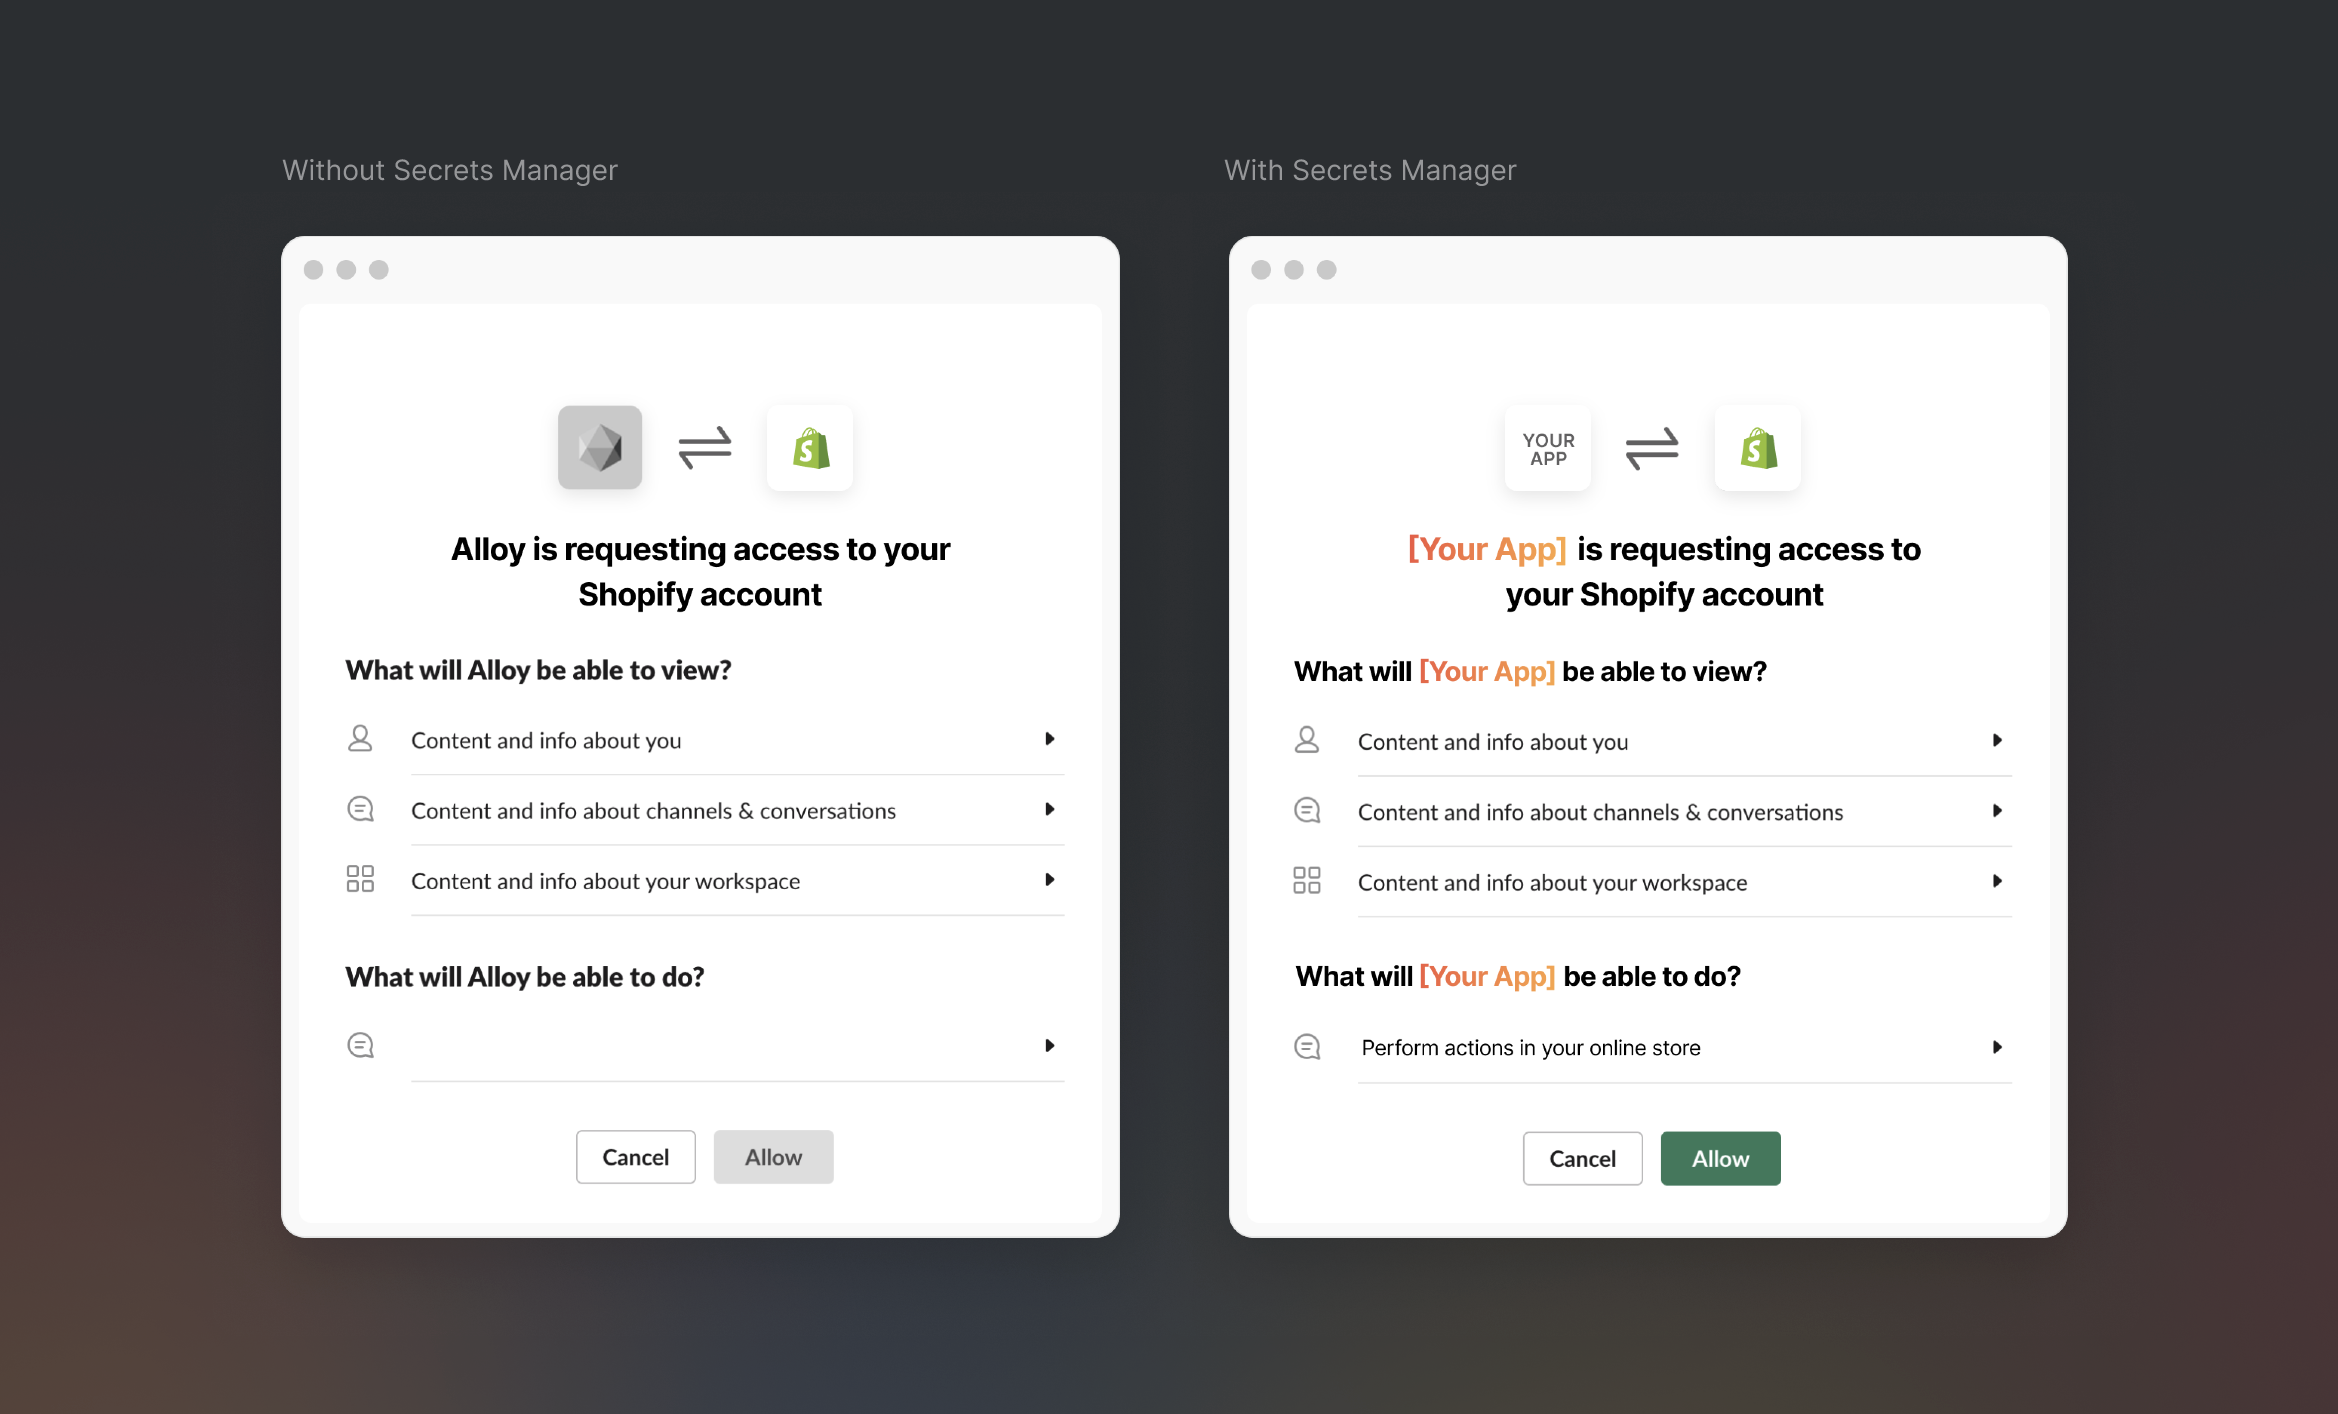 Without Secrets Manager
Alloy is requesting access to your
Shopify account
What will Alloy be able to view?
Content and info about you
Content and info about channels & conversations
Content and info about your workspace
What will Alloy be able to do?
Cancel
Allow
With Secrets Manager
YOUR
APP
[Your App] is requesting access to
your Shopify account
What will [Your App] be able to view?
Content and info about you
Content and info about channels & conversations
Content and info about your workspace
What will [Your App] be able to do?
Perform actions in your online store
Cancel
Allow